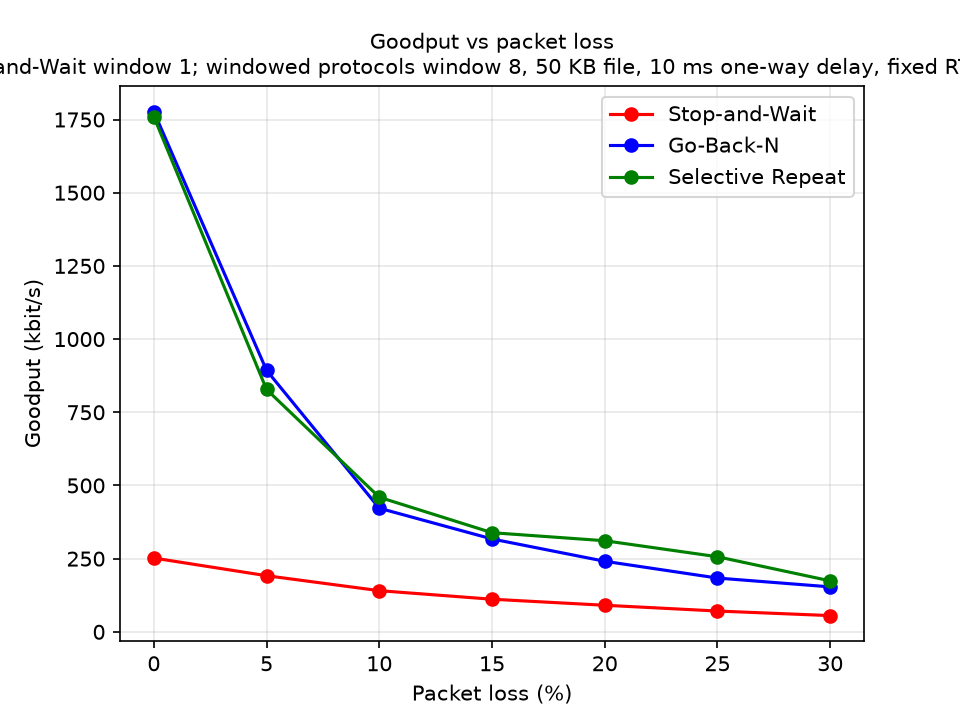 Goodput vs packet loss
and-Wait window 1; windowed protocols window 8, 50 KB file, 10 ms one-way delay, fixed
Stop-and-Wait
Go-Back-N
Selective Repeat
1750
1500
1250
1000
750
500
250
0
Goodput (kbit/s)
0 5 10 15 20 25 30
Packet loss (%)